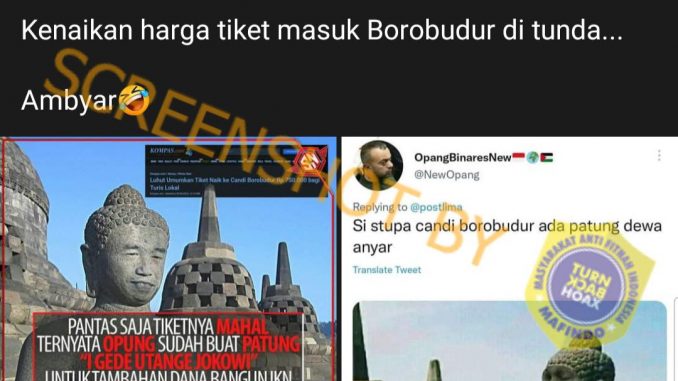 Kenaikan harga tiket masuk Borobudur di tunda...
Ambyar🤣
SCREENSHOT BY
KOMPAS.com
Luhut Umumkan Tiket Naik ke Candi Borobudur Rp 750.000 bagi
Turis Lokal
PANTAS SAJA TIKETNYA MAHAL
TERNYATA OPUNG SUDAH BUAT PATUNG
"I GEDE UTANGE JOKOWI"
UNTUK TAMBAHAN DANA BANGUN IKN
OpangBinaresNew🇮🇩🌍🇵🇸
@NewOpang
Replying to @postlima
Si stupa candi borobudur ada patung dewa
anyar
Translate Tweet
MASYARAKAT ANTI FITNAH INDONESIA
TURN
BACK
HOAX
MAFINDO